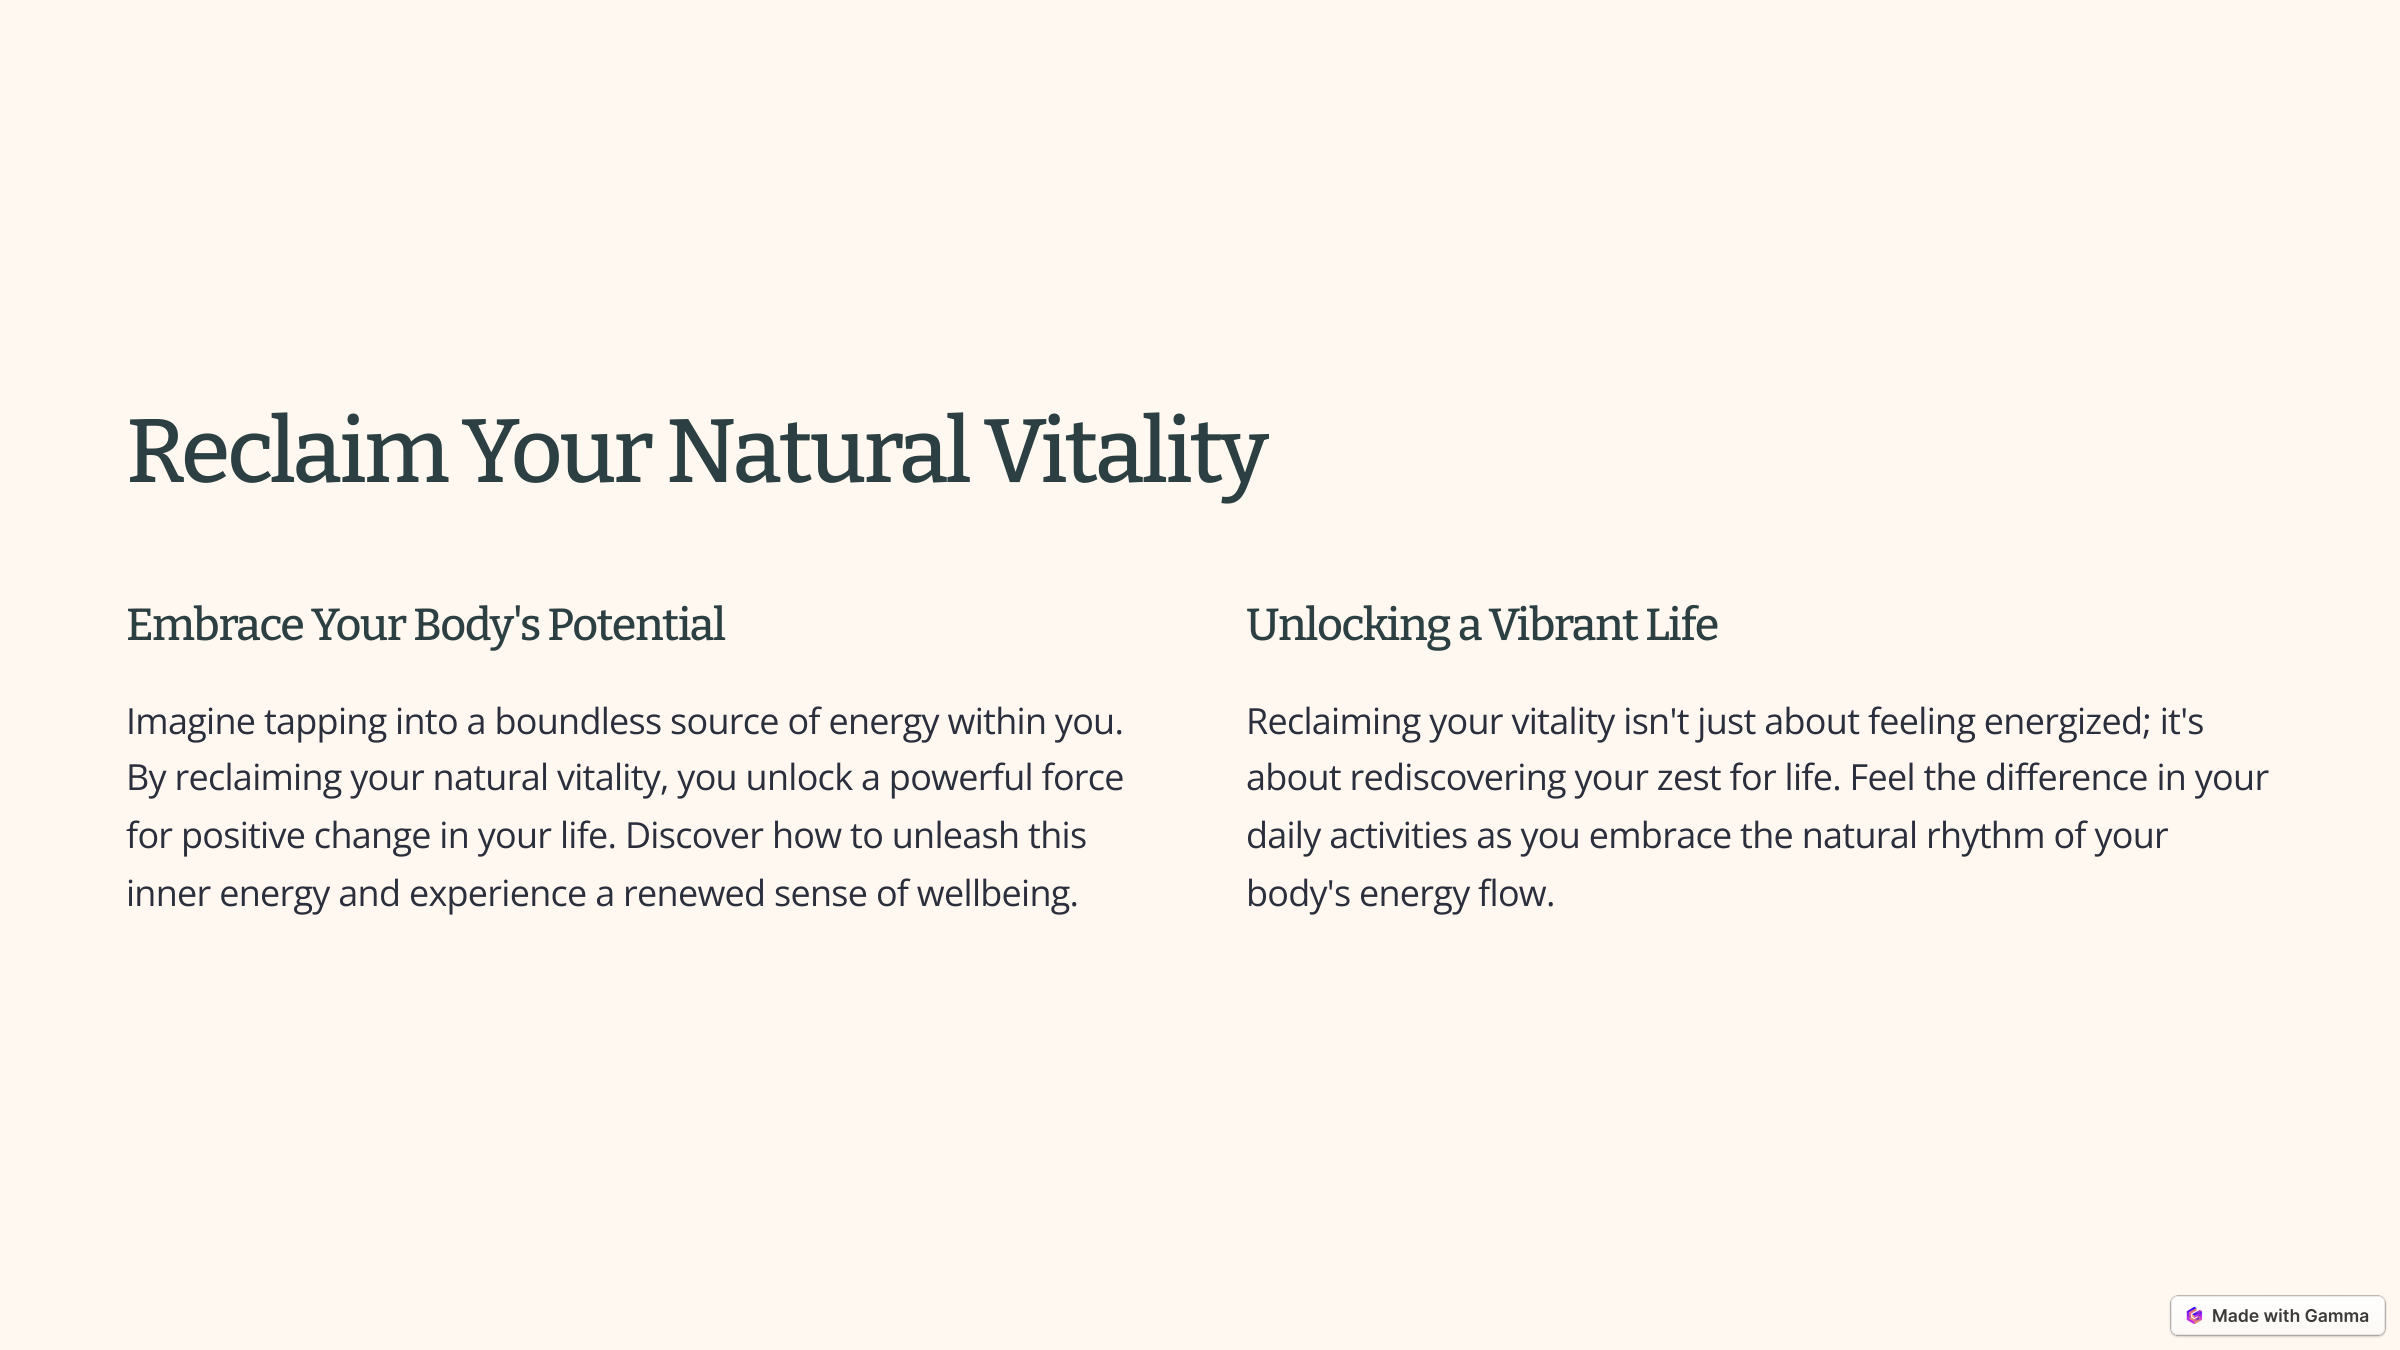 Reclaim Your Natural Vitality
Embrace Your Body's Potential
Imagine tapping into a boundless source of energy within you.
By reclaiming your natural vitality, you unlock a powerful force
for positive change in your life. Discover how to unleash this
inner energy and experience a renewed sense of wellbeing.
Unlocking a Vibrant Life
Reclaiming your vitality isn't just about feeling energized; it's
about rediscovering your zest for life. Feel the difference in your
daily activities as you embrace the natural rhythm of your
body's energy flow.
Made with Gamma